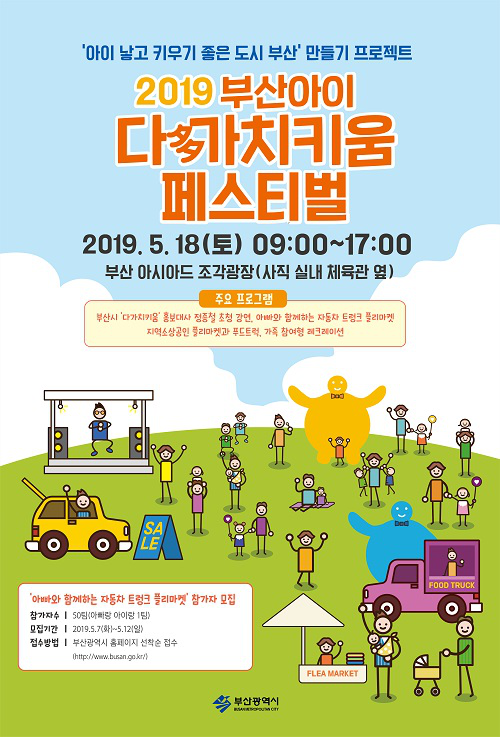 '아이 낳고 키우기 좋은 도시 부산' 만들기 프로젝트
2019 부산아이
다가치키움
페스티벌
2019. 5. 18(토) 09:00~17:00
부산 아시아드 조각광장(사직 실내 체육관 옆)
주요 프로그램
부산시 '다가치키움' 홍보대사 정종철 초청 강연, 아빠와 함께하는 자동차 트렁크 플리마켓
지역소상공인 플리마켓과 푸드트럭, 가족 참여형 레크레이션
SALE
FOOD TRUCK
'아빠와 함께하는 자동차 트렁크 플리마켓' 참가자 모집
참가자수 | 50팀(아빠랑 아이랑 1팀)
모집기간 | 2019.5.7(화)~5.12(일)
접수방법 | 부산광역시 홈페이지 선착순 접수
(http://www.busan.go.kr/)
FLEA MARKET
부산광역시
BUSAN METROPOLITAN CITY